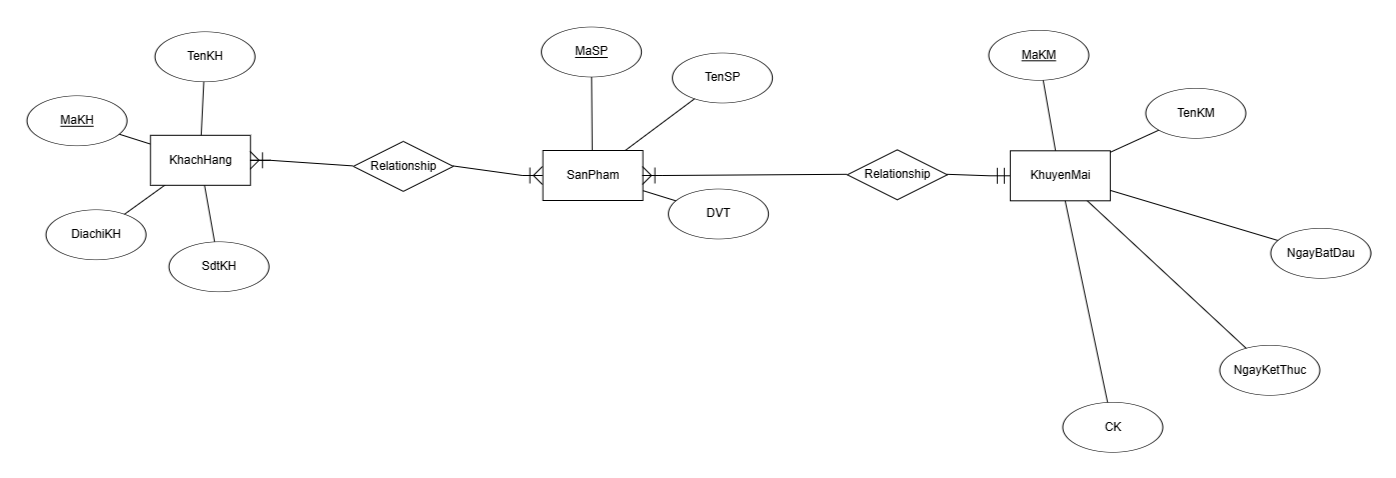 TenKH
MaKH
KhachHang
DiachiKH
SdtKH
Relationship
MaSP
TenSP
SanPham
DVT
Relationship
MaKM
TenKM
KhuyenMai
NgayBatDau
NgayKetThuc
CK